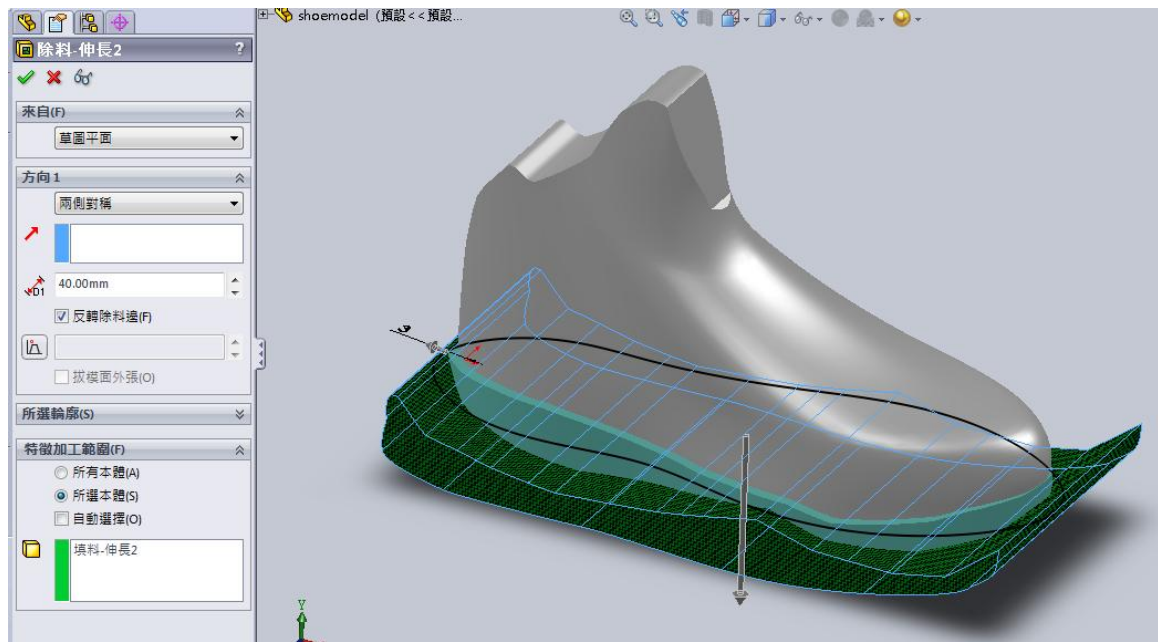 shoemodel (預設<<預設...
除料-伸長2
?
來自(F)
草圖平面
方向1
兩側對稱
D1
40.00mm
反轉除料邊(F)
拔模面外張(O)
所選輪廓(S)
特徵加工範圍(F)
所有本體(A)
所選本體(S)
自動選擇(O)
填料-伸長2
Y